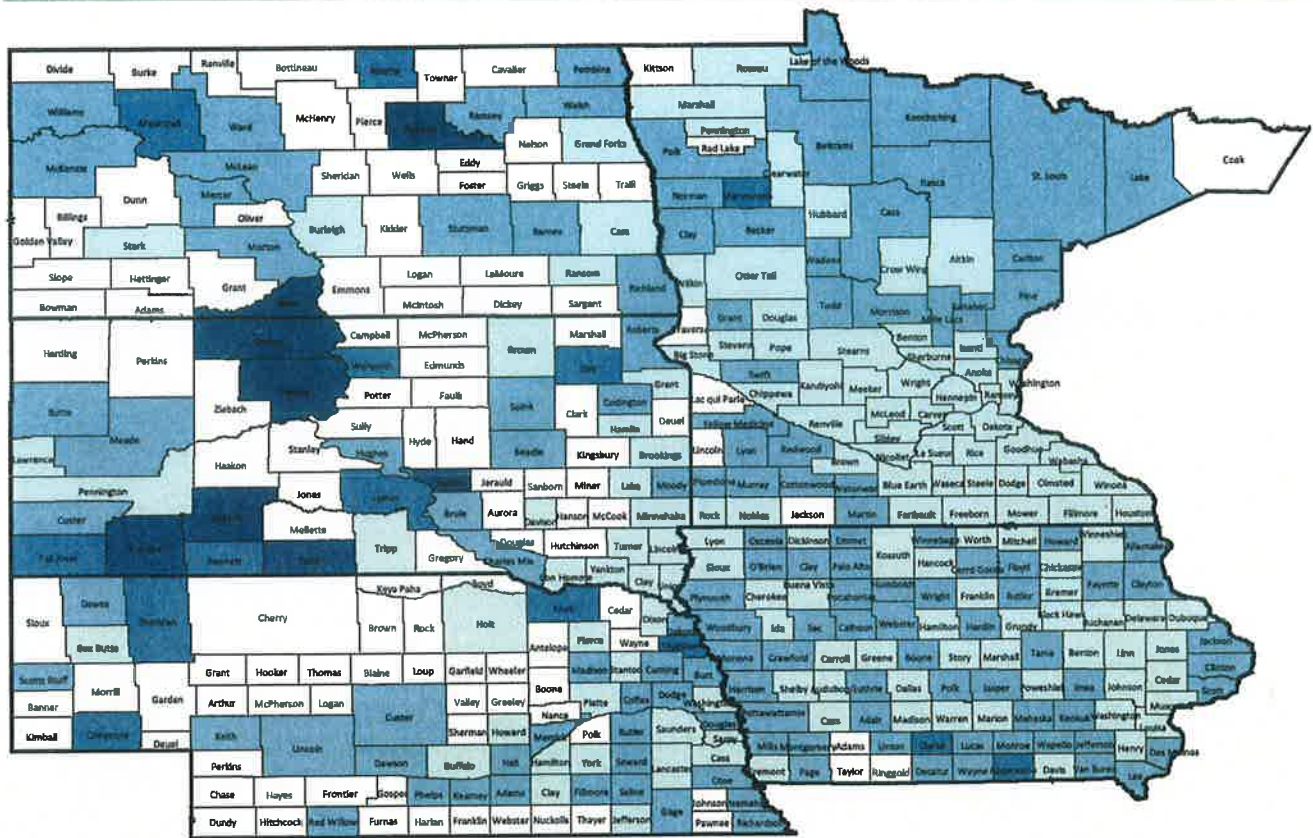 Divide Burke Renville Bottineau Rolette Towner Cavalier Pembina Kittson Roseau Lake of the Woods
Williams Mountrail Ward McHenry Pierce Ramsey Walsh Marshall Koochiching
Pennington
Red Lake
McKenzie McLean Sheridan Wells Eddy Nelson Grand Forks Polk Clearwater Beltrami Itasca St. Louis Lake Cook
Dunn Mercer Foster Griggs Steele Traill Norman
Billings Oliver
Golden Valley Stark Morton Burleigh Kidder Stutsman Barnes Cass Clay Becker Hubbard Cass
Slope Hettinger Grant Logan LaMoure Ransom Otter Tail Wadena Crow Wing Aitkin Carlton
Bowman Adams Emmons McIntosh Dickey Sargent Richland Wilkin Todd Morrison Pine
Harding Perkins Campbell McPherson Brown Marshall Roberts Traverse Grant Douglas Mille Lacs
Walworth Edmunds Day Big Stone Stevens Pope Stearns Benton Sherburne Isanti
Butte Ziebach Potter Faulk Spink Clark Codington Grant Swift Kandiyohi Meeker Wright Anoka Washington
Meade Sully Hyde Hand Hamlin Deuel Lac qui Parle Chippewa Renville McLeod Carver Hennepin Ramsey
Lawrence Haakon Stanley Hughes Beadle Kingsbury Brookings Yellow Medicine Sibley Scott Dakota
Pennington Jones Lyman Jerauld Sanborn Miner Lake Moody Lincoln Lyon Redwood Brown Nicollet Le Sueur Rice Goodhue Wabasha
Custer Mellette Brule Aurora Davison Hanson McCook Minnehaha Pipestone Murray Cottonwood Watonwan Blue Earth Waseca Steele Dodge Olmsted Winona
Fall River Bennett Tripp Gregory Douglas Hutchinson Turner Lincoln Rock Nobles Jackson Martin Faribault Freeborn Mower Fillmore Houston
Charles Mix Bon Homme Yankton Clay Union
Lyon Osceola Dickinson Emmet Winnebago Worth Mitchell Howard Winneshiek Allamakee
Sioux O'Brien Clay Palo Alto Kossuth Hancock Cerro Gordo Floyd Chickasaw
Sioux Dawes Sheridan Cherry Keya Paha Boyd Knox Cedar Dixon Plymouth Cherokee Buena Vista Pocahontas Humboldt Wright Franklin Butler Bremer Fayette Clayton
Box Butte Brown Rock Holt Antelope Pierce Wayne Dakota Woodbury Ida Sac Calhoun Webster Hamilton Hardin Grundy Black Hawk Buchanan Delaware Dubuque
Scotts Bluff Morrill Garden Grant Hooker Thomas Blaine Loup Garfield Wheeler Madison Stanton Cuming Burt Monona Crawford Carroll Greene Boone Story Marshall Tama Benton Linn Jones Jackson
Banner Arthur McPherson Logan Custer Valley Greeley Boone Platte Colfax Dodge Washington Harrison Shelby Audubon Guthrie Dallas Polk Jasper Poweshiek Iowa Johnson Cedar Clinton Scott
Kimball Cheyenne Deuel Keith Lincoln Sherman Howard Nance Polk Butler Saunders Douglas Sarpy Pottawattamie Cass Adair Madison Warren Marion Mahaska Keokuk Washington Louisa
Perkins Dawson Buffalo Hall Merrick Hamilton York Seward Lancaster Cass Otoe Mills Montgomery Adams Union Clarke Lucas Monroe Wapello Jefferson Henry Des Moines
Chase Hayes Frontier Gosper Phelps Kearney Adams Clay Fillmore Saline Gage Johnson Nemaha Fremont Page Taylor Ringgold Decatur Wayne Appanoose Davis Van Buren Lee
Dundy Hitchcock Red Willow Furnas Harlan Franklin Webster Nuckolls Thayer Jefferson Pawnee Richardson